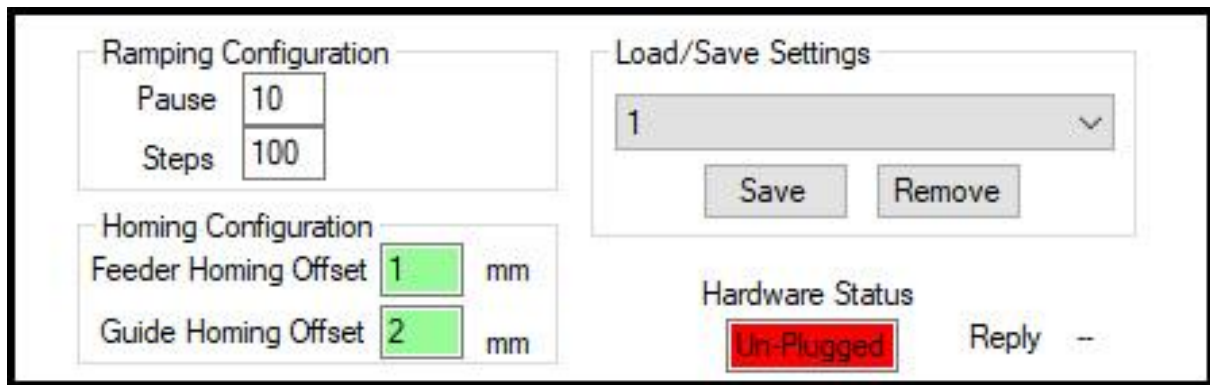 Ramping Configuration
Pause 10
Steps 100
Homing Configuration
Feeder Homing Offset 1 mm
Guide Homing Offset 2 mm
Load/Save Settings
1
Save Remove
Hardware Status
Un-Plugged Reply --